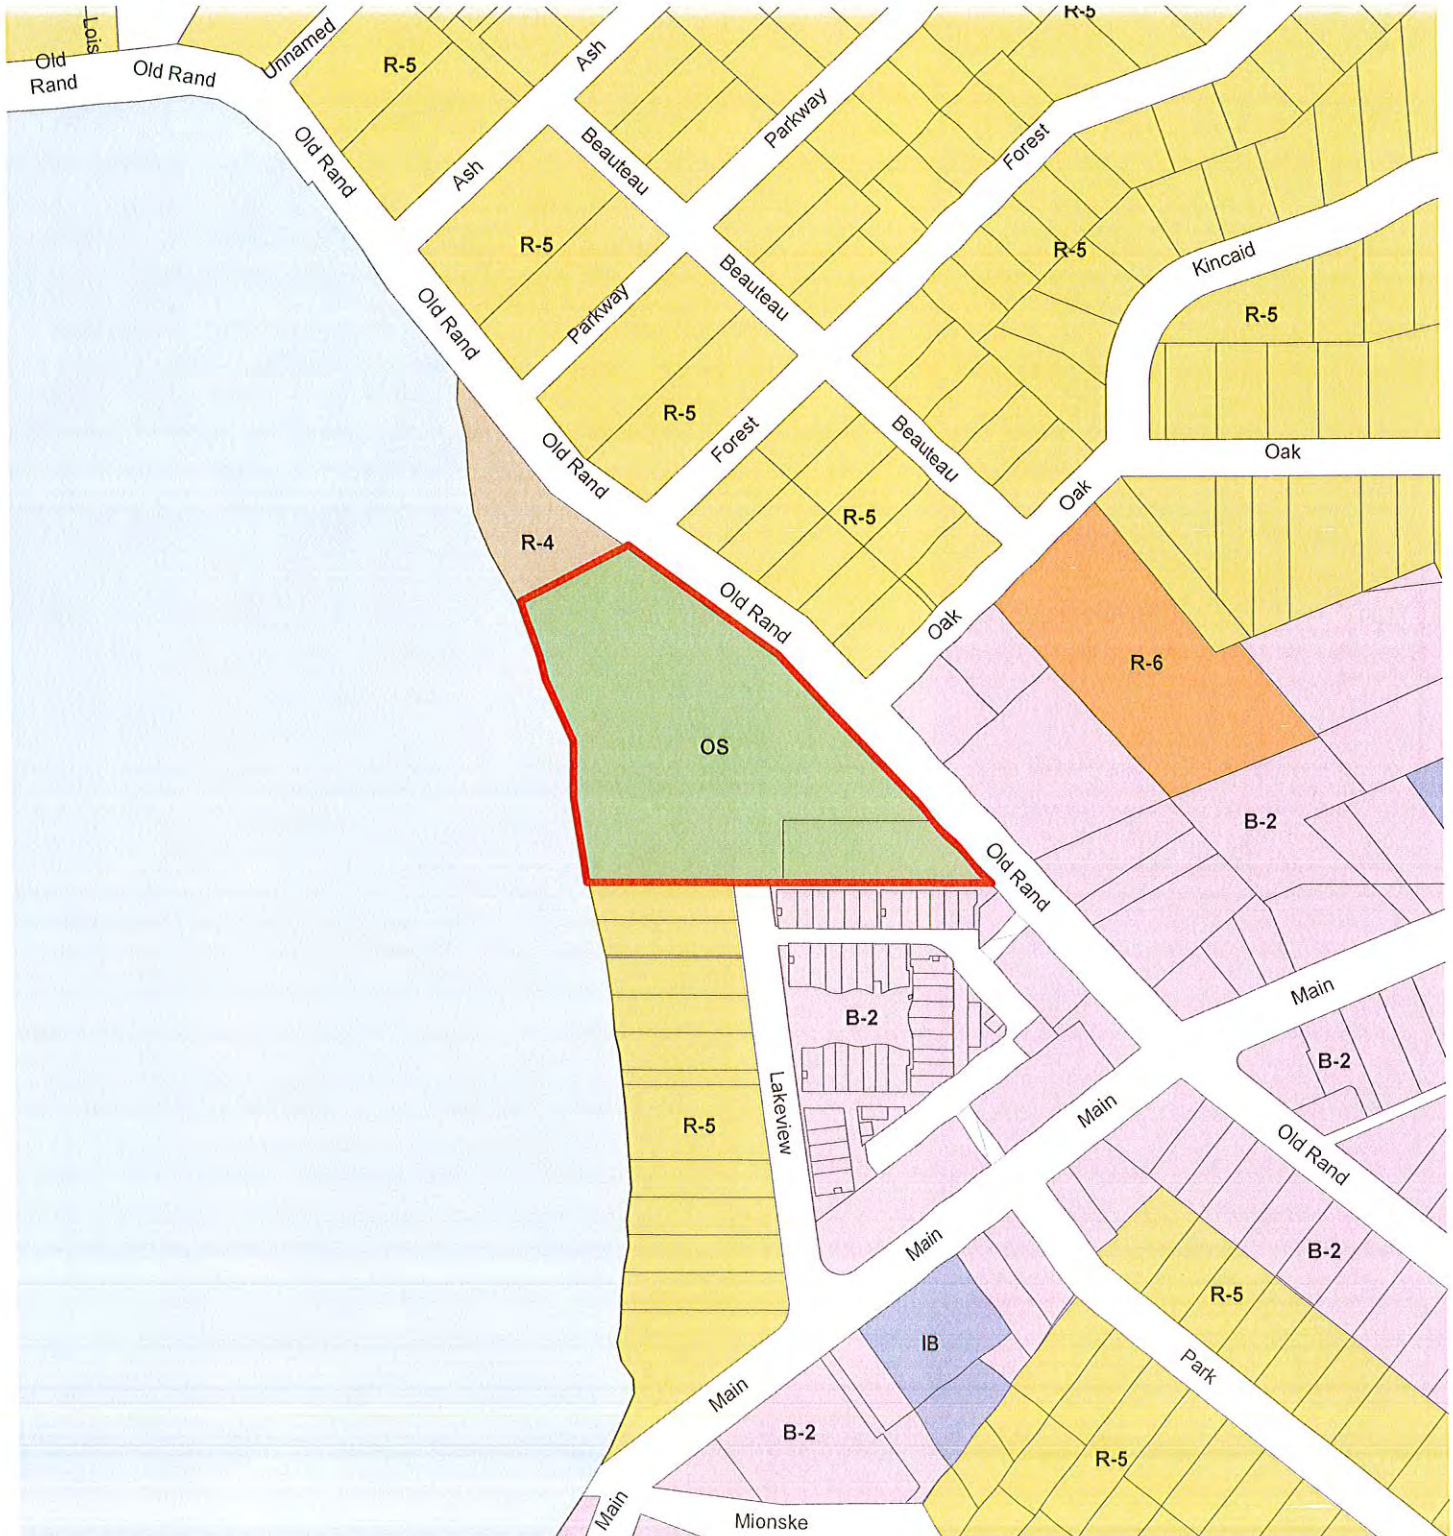 R-5
Lois
Unnamed
Old
Rand
Old Rand
R-5
Ash
Old Rand
Ash
Beauteau
Parkway
Forest
R-5
R-5
Kincaid
Beauteau
Old Rand
Parkway
R-5
R-5
Old Rand
Forest
Beauteau
Oak
Oak
R-5
R-4
Old Rand
Oak
R-6
OS
B-2
Old Rand
Main
B-2
B-2
Lakeview
R-5
Main
Old Rand
Main
B-2
R-5
IB
Park
Main
B-2
R-5
Main
Mionske